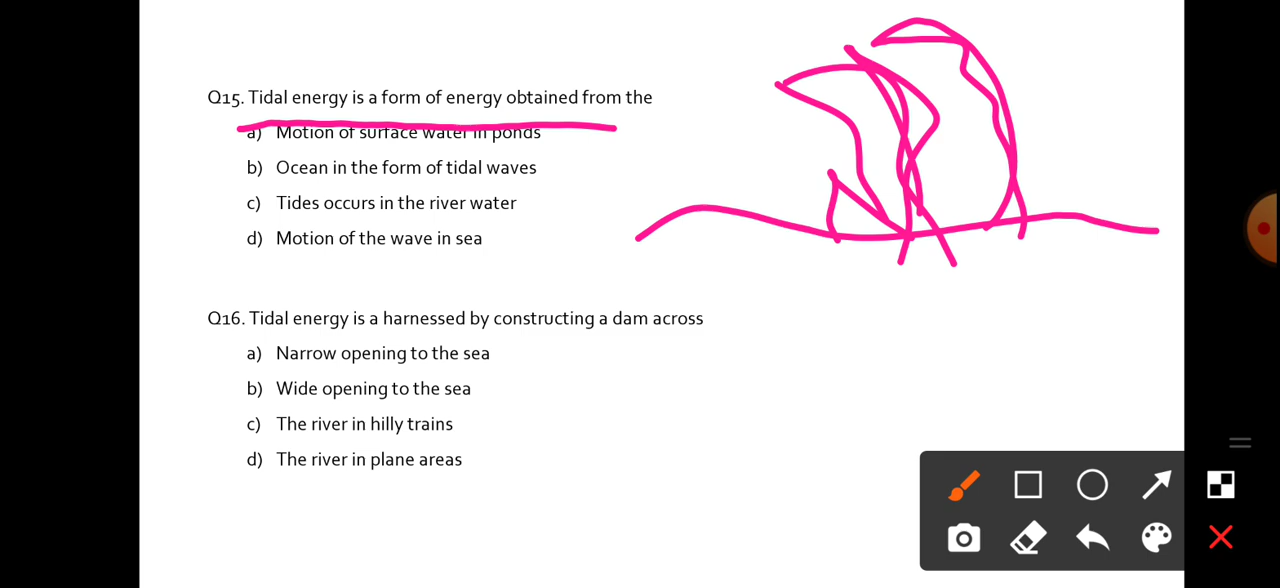 Q15. Tidal energy is a form of energy obtained from the
a) Motion of surface water in ponds
b) Ocean in the form of tidal waves
c) Tides occurs in the river water
d) Motion of the wave in sea
Q16. Tidal energy is a harnessed by constructing a dam across
a) Narrow opening to the sea
b) Wide opening to the sea
c) The river in hilly trains
d) The river in plane areas